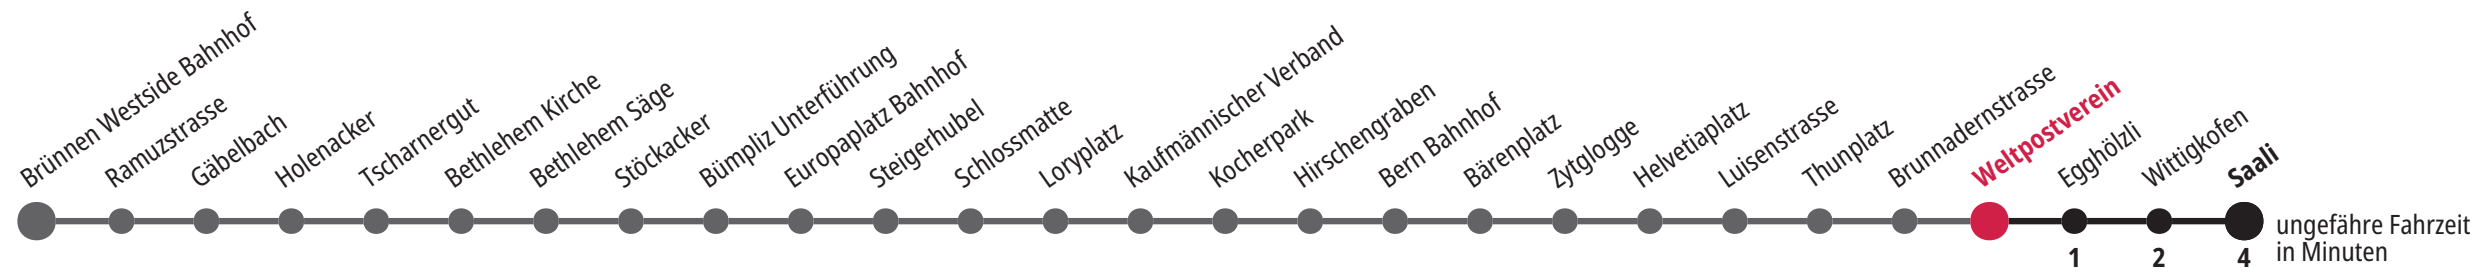 Brünnen Westside Bahnhof
Ramuzstrasse
Gäbelbach
Holenacker
Tscharnergut
Bethlehem Kirche
Bethlehem Säge
Stöckacker
Bümpliz Unterführung
Europaplatz Bahnhof
Steigerhubel
Schlossmatte
Loryplatz
Kaufmännischer Verband
Kocherpark
Hirschengraben
Bern Bahnhof
Bärenplatz
Zytglogge
Helvetiaplatz
Luisenstrasse
Thunplatz
Brunnadernstrasse
Weltpostverein
Egghölzli
Wittigkofen
Saali
1 2 4
ungefähre Fahrzeit
in Minuten